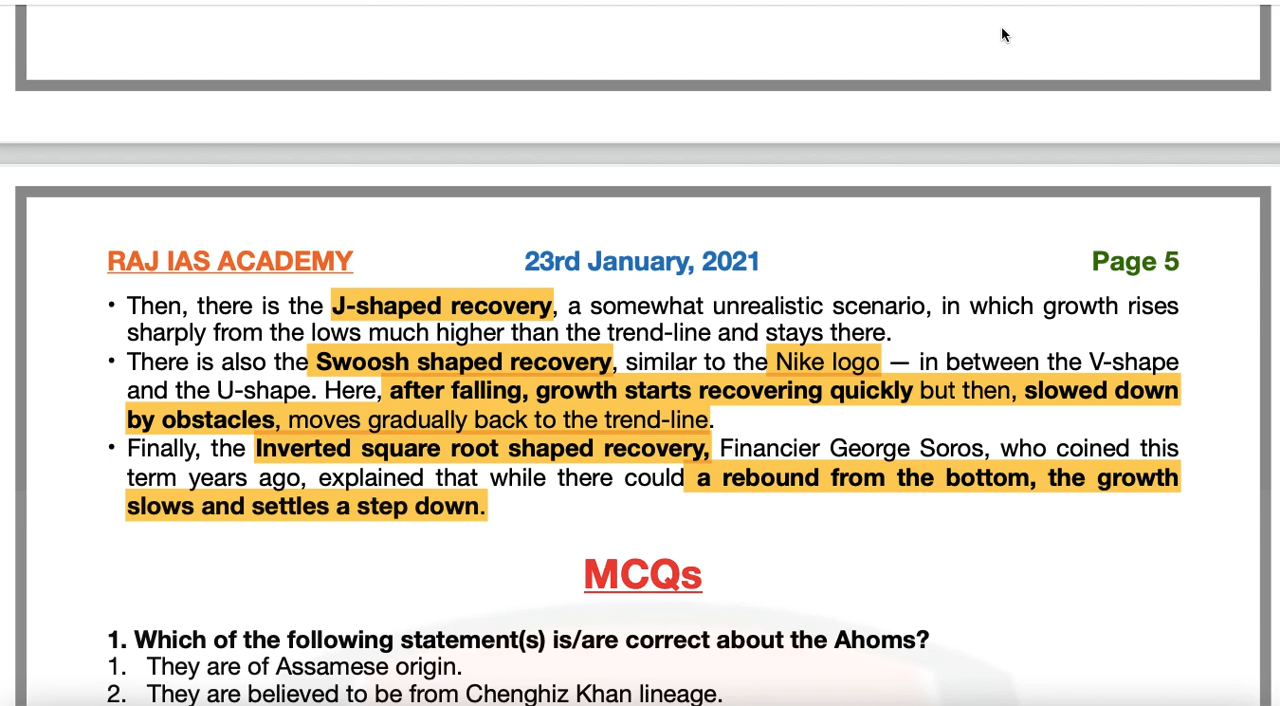 RAJ IAS ACADEMY 23rd January, 2021 Page 5
• Then, there is the J-shaped recovery, a somewhat unrealistic scenario, in which growth rises
sharply from the lows much higher than the trend-line and stays there.
• There is also the Swoosh shaped recovery, similar to the Nike logo — in between the V-shape
and the U-shape. Here, after falling, growth starts recovering quickly but then, slowed down
by obstacles, moves gradually back to the trend-line.
• Finally, the Inverted square root shaped recovery, Financier George Soros, who coined this
term years ago, explained that while there could a rebound from the bottom, the growth
slows and settles a step down.
MCQs
1. Which of the following statement(s) is/are correct about the Ahoms?
1. They are of Assamese origin.
2. They are believed to be from Chenghiz Khan lineage.